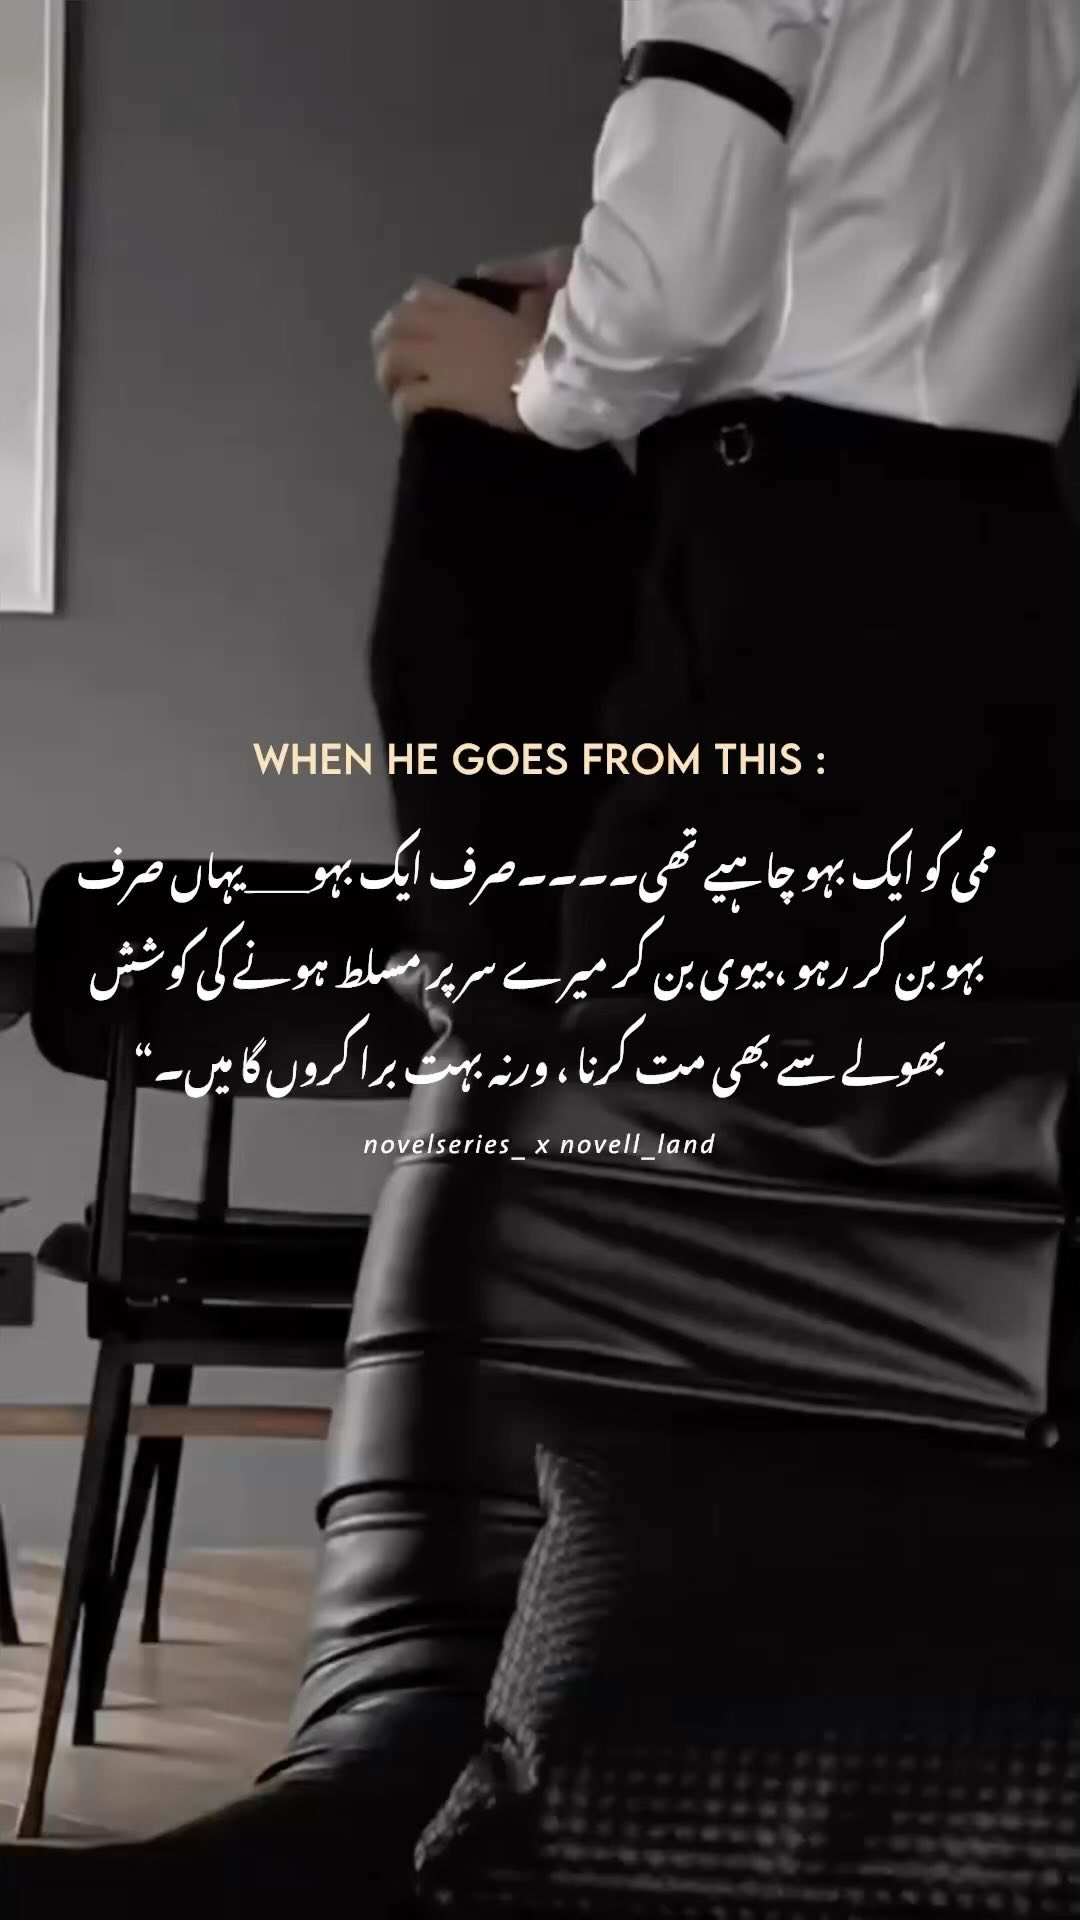 WHEN HE GOES FROM THIS :
ممی کو ایک بہو چاہیے تھی۔۔۔۔صرف ایک بہو___یہاں صرف
بہو بن کر رہو ، بیوی بن کر میرے سر پر مسلط ہونے کی کوشش
بھولے سے بھی مت کرنا ، ورنہ بہت برا کروں گا میں۔“
novelseries_ x novell_land